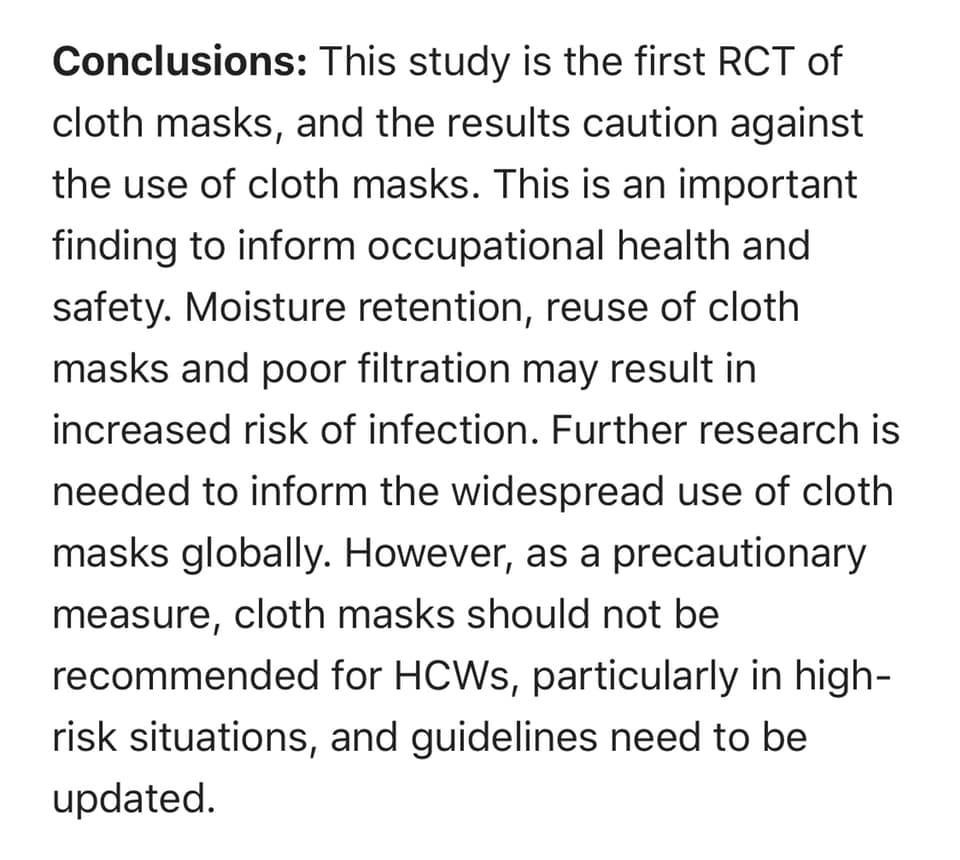 Conclusions: This study is the first RCT of
cloth masks, and the results caution against
the use of cloth masks. This is an important
finding to inform occupational health and
safety. Moisture retention, reuse of cloth
masks and poor filtration may result in
increased risk of infection. Further research is
needed to inform the widespread use of cloth
masks globally. However, as a precautionary
measure, cloth masks should not be
recommended for HCWs, particularly in high-
risk situations, and guidelines need to be
updated.